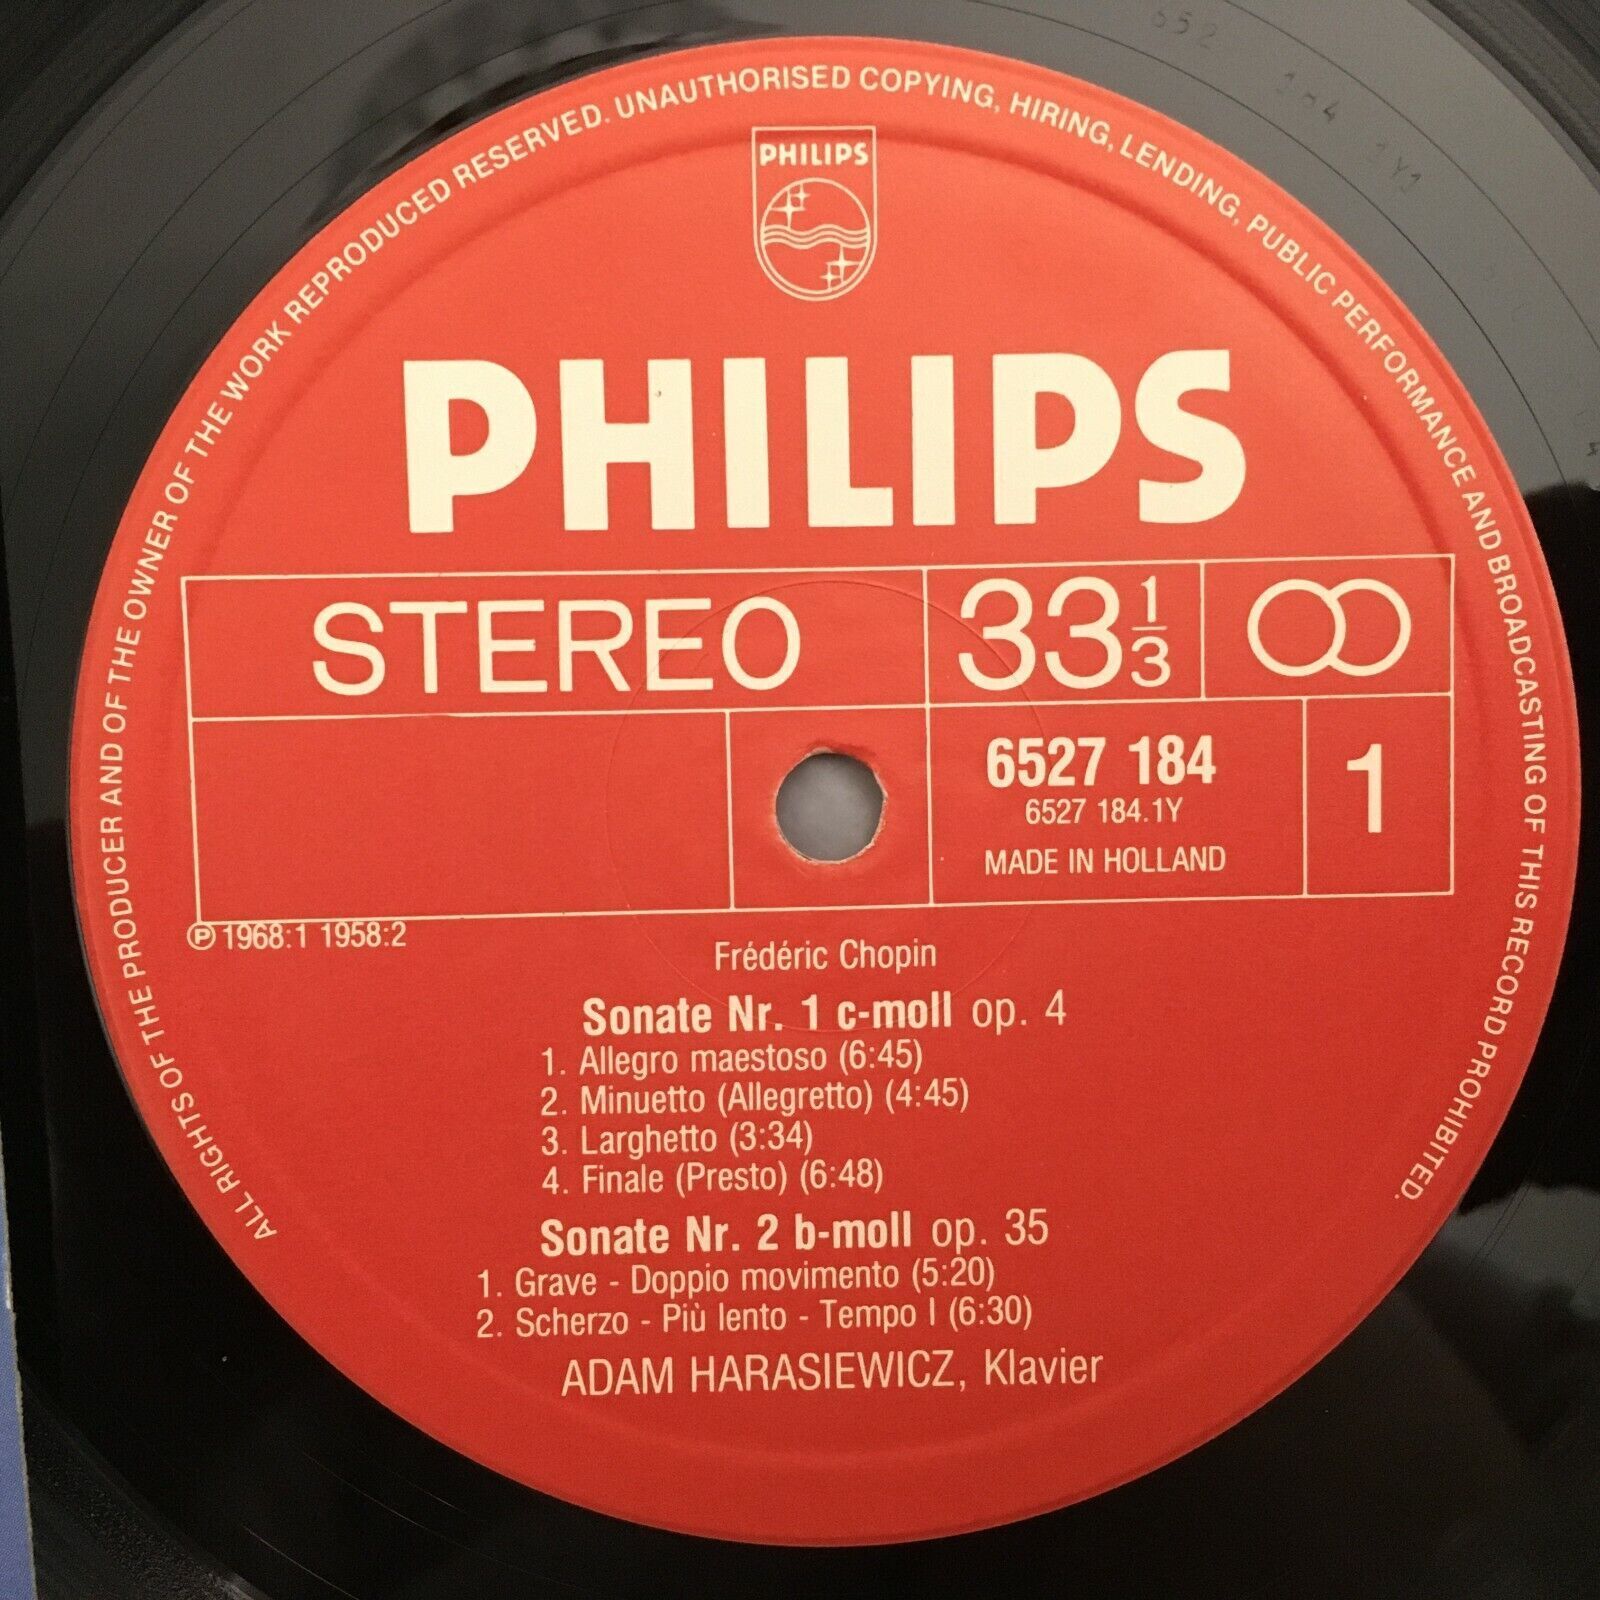 ALL RIGHTS OF THE PRODUCER AND OF THE OWNER OF THE WORK REPRODUCED RESERVED. UNAUTHORISED COPYING, HIRING, LENDING, PUBLIC PERFORMANCE AND BROADCASTING OF THIS RECORD PROHIBITED.
PHILIPS
PHILIPS
STEREO 33 1/3
6527 184 1
6527 184.1Y
MADE IN HOLLAND
℗ 1968:1 1958:2
Frédéric Chopin
Sonate Nr. 1 c-moll op. 4
1. Allegro maestoso (6:45)
2. Minuetto (Allegretto) (4:45)
3. Larghetto (3:34)
4. Finale (Presto) (6:48)
Sonate Nr. 2 b-moll op. 35
1. Grave - Doppio movimento (5:20)
2. Scherzo - Più lento - Tempo I (6:30)
ADAM HARASIEWICZ, Klavier